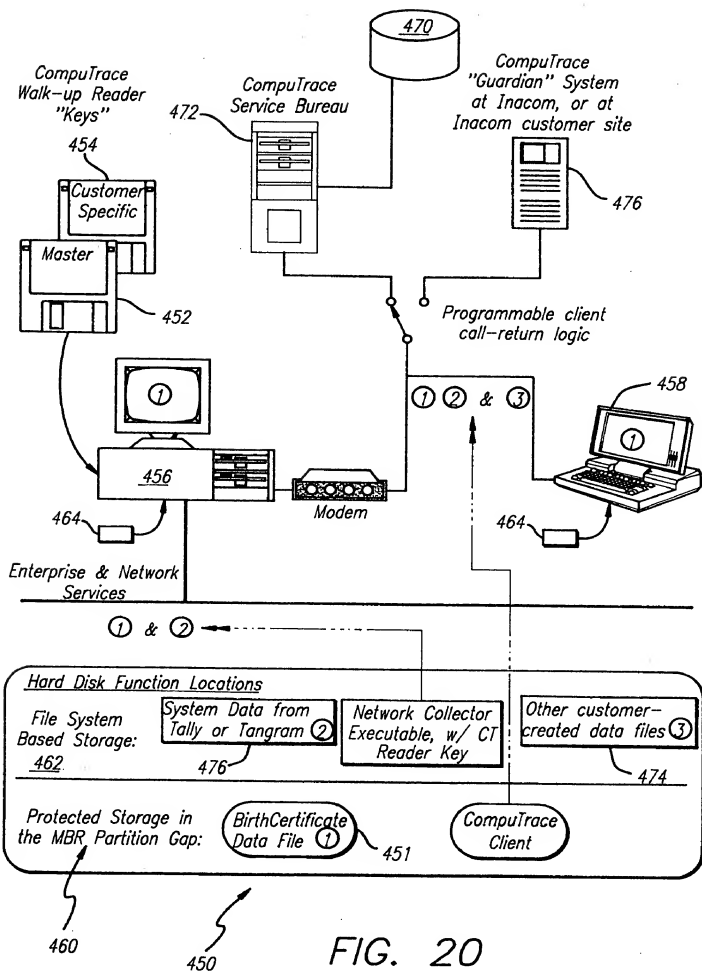 470
CompuTrace
Walk-up Reader
"Keys"
454
CompuTrace
Service Bureau
472
CompuTrace
"Guardian" System
at Inacom, or at
Inacom customer site
476
Customer
Specific
Master
452
Programmable client
call-return logic
1
456
464
Modem
1 2 & 3
458
1
464
Enterprise & Network
Services
1 & 2
Hard Disk Function Locations
File System
Based Storage:
462
System Data from
Tally or Tangram 2
476
Network Collector
Executable, w/ CT
Reader Key
Other customer-
created data files 3
474
Protected Storage in
the MBR Partition Gap:
BirthCertificate
Data File 1
451
CompuTrace
Client
460
450
FIG. 20